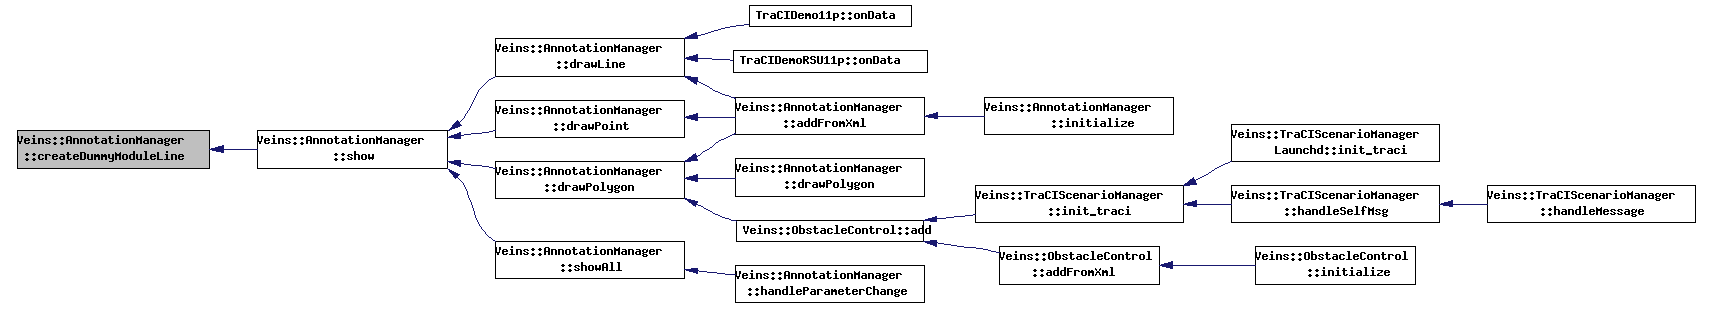 Veins::AnnotationManager
::createDummyModuleLine
Veins::AnnotationManager
::show
Veins::AnnotationManager
::drawLine
TraCIDemo11p::onData
TraCIDemoRSU11p::onData
Veins::AnnotationManager
::addFromXml
Veins::AnnotationManager
::initialize
Veins::AnnotationManager
::drawPoint
Veins::AnnotationManager
::drawPolygon
Veins::AnnotationManager
::drawPolygon
Veins::ObstacleControl::add
Veins::TraCIScenarioManager
::init_traci
Veins::TraCIScenarioManager
Launchd::init_traci
Veins::TraCIScenarioManager
::handleSelfMsg
Veins::TraCIScenarioManager
::handleMessage
Veins::ObstacleControl
::addFromXml
Veins::ObstacleControl
::initialize
Veins::AnnotationManager
::showAll
Veins::AnnotationManager
::handleParameterChange